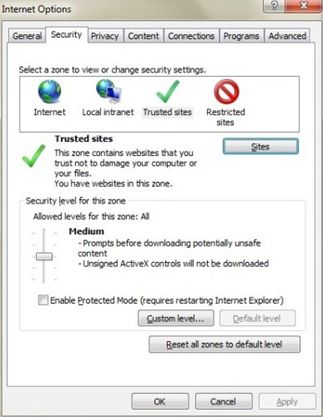 Internet Options
?
General Security Privacy Content Connections Programs Advanced
Select a zone to view or change security settings.
Internet Local intranet Trusted sites Restricted
sites
Trusted sites
Sites
This zone contains websites that you
trust not to damage your computer or
your files.
You have websites in this zone.
Security level for this zone
Allowed levels for this zone: All
Medium
- Prompts before downloading potentially unsafe
content
- Unsigned ActiveX controls will not be downloaded
Enable Protected Mode (requires restarting Internet Explorer)
Custom level... Default level
Reset all zones to default level
OK Cancel Apply